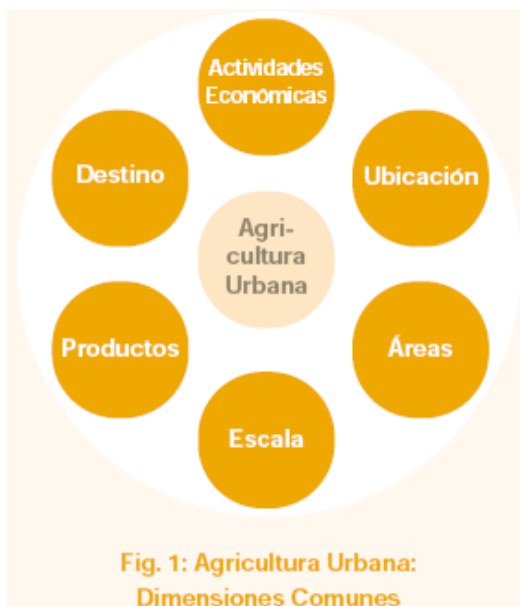 Actividades
Económicas
Destino
Ubicación
Agri-
cultura
Urbana
Productos
Áreas
Escala
Fig. 1: Agricultura Urbana:
Dimensiones Comunes